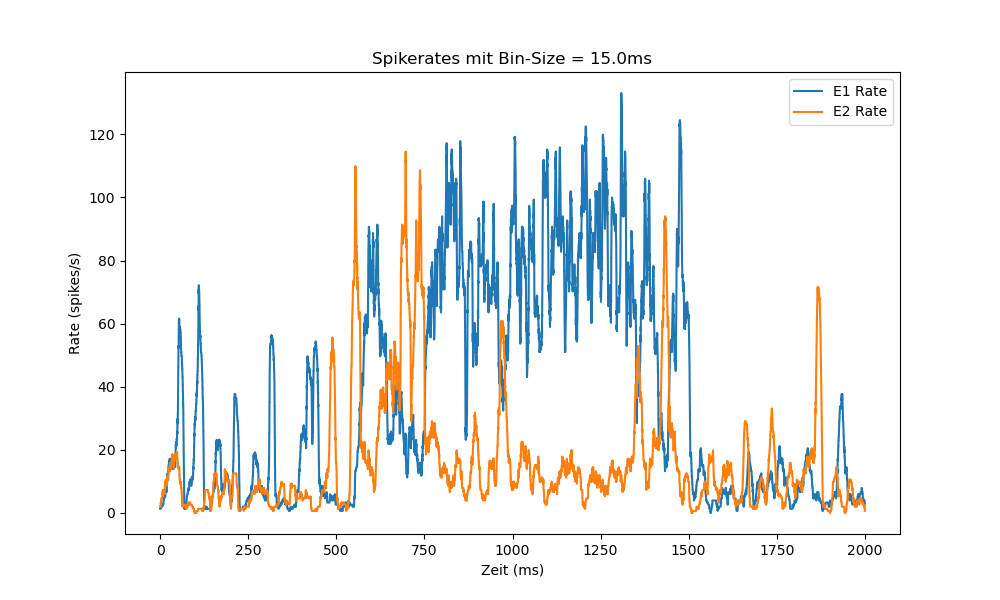 Spikerates mit Bin-Size = 15.0ms
E1 Rate
E2 Rate
120
100
80
60
40
20
0
Rate (spikes/s)
0 250 500 750 1000 1250 1500 1750 2000
Zeit (ms)